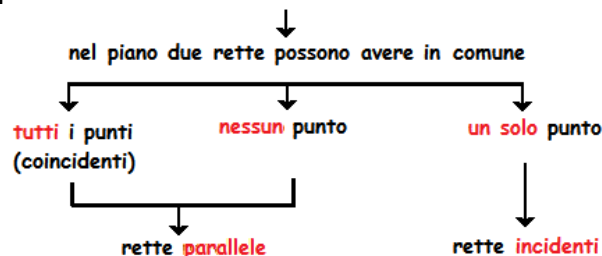 nel piano due rette possono avere in comune
tutti i punti
(coincidenti)
nessun punto
un solo punto
rette parallele
rette incidenti